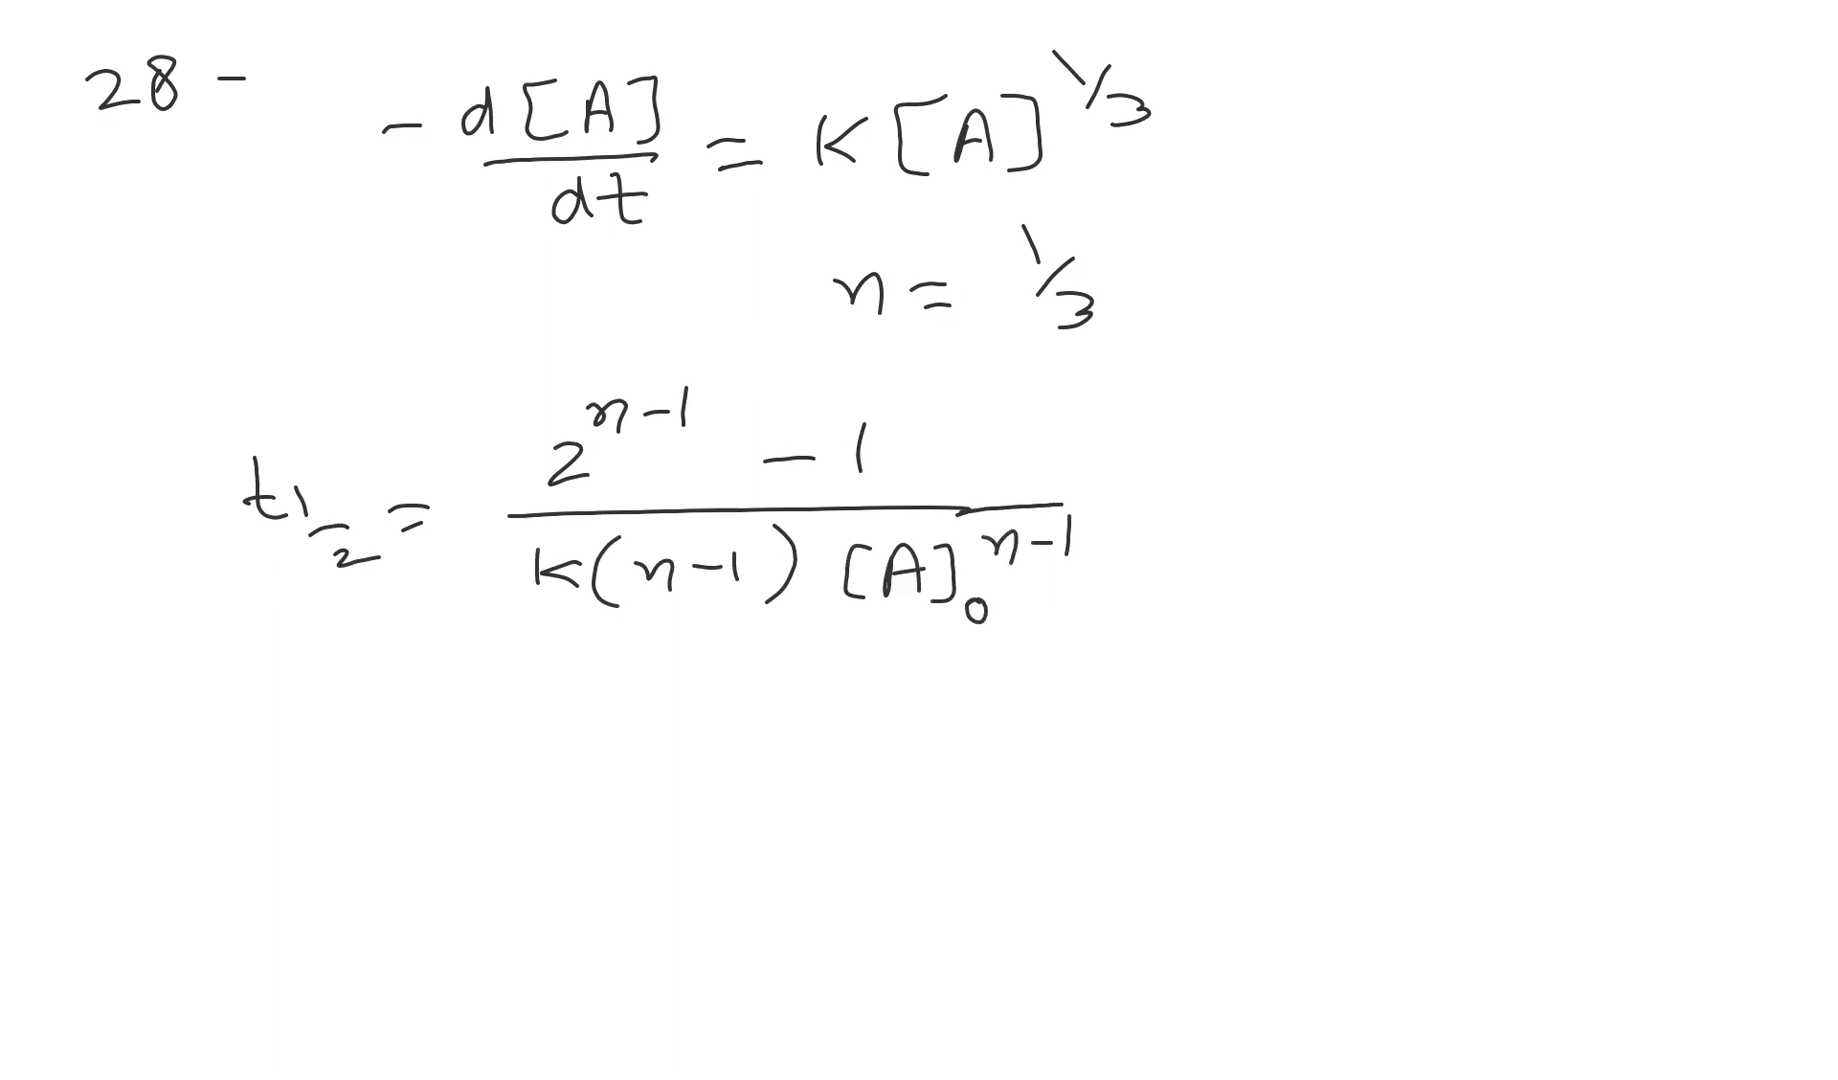 28 -
- d[A]/dt = K[A]^1/3
n = 1/3
t1/2 = (2^(n-1) - 1) / (K(n-1) [A]₀^(n-1))